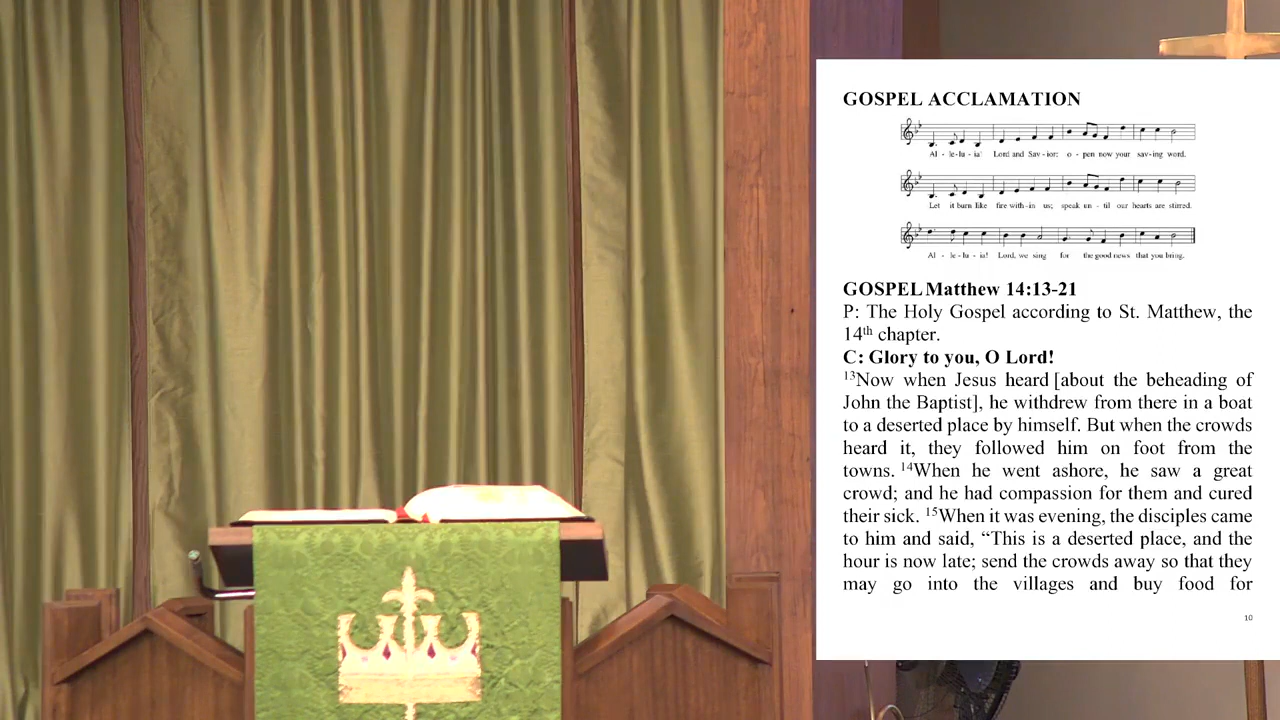 GOSPEL ACCLAMATION
Al - le-lu - ia! Lord and Sav - ior: o - pen now your sav - ing word.
Let it burn like fire with - in us; speak un - til our hearts are stirred.
Al - le - lu - ia! Lord, we sing for the good news that you bring.
GOSPEL Matthew 14:13-21
P: The Holy Gospel according to St. Matthew, the
14th chapter.
C: Glory to you, O Lord!
13Now when Jesus heard [about the beheading of
John the Baptist], he withdrew from there in a boat
to a deserted place by himself. But when the crowds
heard it, they followed him on foot from the
towns. 14When he went ashore, he saw a great
crowd; and he had compassion for them and cured
their sick. 15When it was evening, the disciples came
to him and said, “This is a deserted place, and the
hour is now late; send the crowds away so that they
may go into the villages and buy food for
10